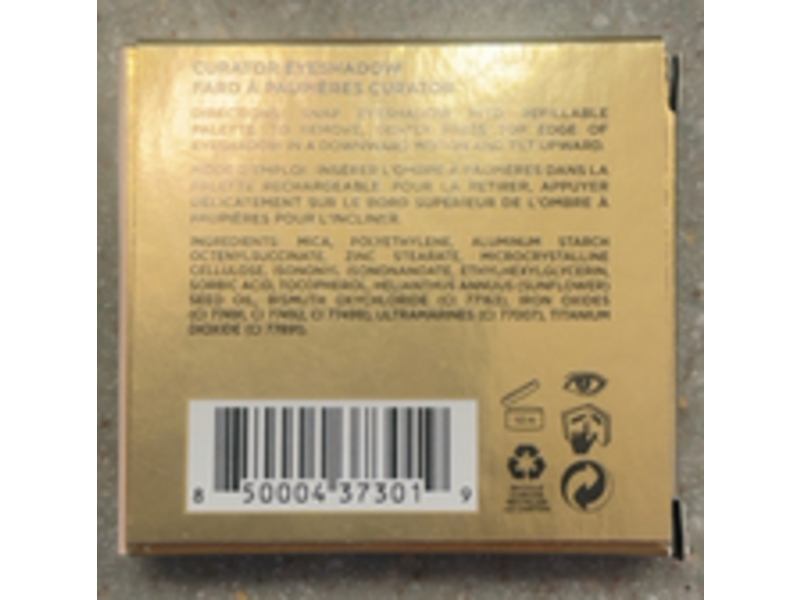 CURATOR EYESHADOW
FARD À PAUPIÈRES CURATOR
DIRECTIONS: SNAP EYESHADOW INTO REFILLABLE
PALETTE. TO REMOVE, GENTLY PRESS TOP EDGE OF
EYESHADOW IN A DOWNWARD MOTION AND TILT UPWARD.
MODE D'EMPLOI: INSÉRER L'OMBRE À PAUPIÈRES DANS LA
PALETTE RECHARGEABLE. POUR LA RETIRER, APPUYER
DÉLICATEMENT SUR LE BORD SUPÉRIEUR DE L'OMBRE À
PAUPIÈRES POUR L'INCLINER.
INGREDIENTS: MICA, POLYETHYLENE, ALUMINUM STARCH
OCTENYLSUCCINATE, ZINC STEARATE, MICROCRYSTALLINE
CELLULOSE, ISONONYL ISONONANOATE, ETHYLHEXYLGLYCERIN,
SORBIC ACID, TOCOPHEROL, HELIANTHUS ANNUUS (SUNFLOWER)
SEED OIL, BISMUTH OXYCHLORIDE (CI 77163), IRON OXIDES
(CI 77491, CI 77492, CI 77499), ULTRAMARINES (CI 77007), TITANIUM
DIOXIDE (CI 77891).
8 50004 37301 9